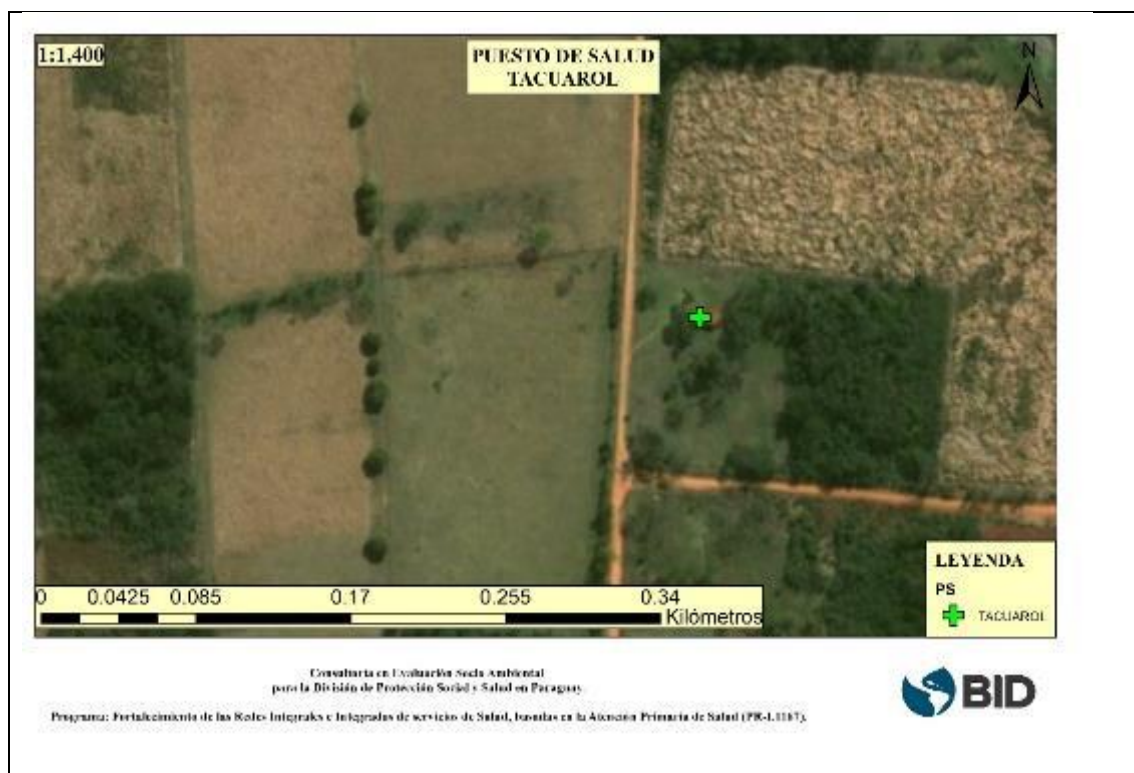 1:1.400
PUESTO DE SALUD
TACUAROL
N
0 0.0425 0.085 0.17 0.255 0.34
Kilómetros
LEYENDA
PS
TACUAROL
Consultoria en Evaluación Socio Ambiental
para la División de Protección Social y Salud en Paraguay.
Programa: Fortalecimiento de las Redes Integrales e Integradas de servicios de Salud, basadas en la Atención Primaria de Salud (PR-L1167).
BID